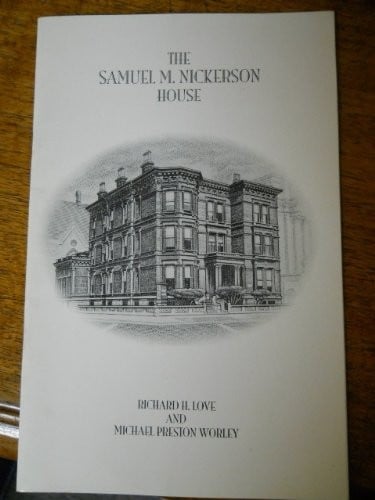 THE
SAMUEL M. NICKERSON
HOUSE
RICHARD H. LOVE
AND
MICHAEL PRESTON WORLEY